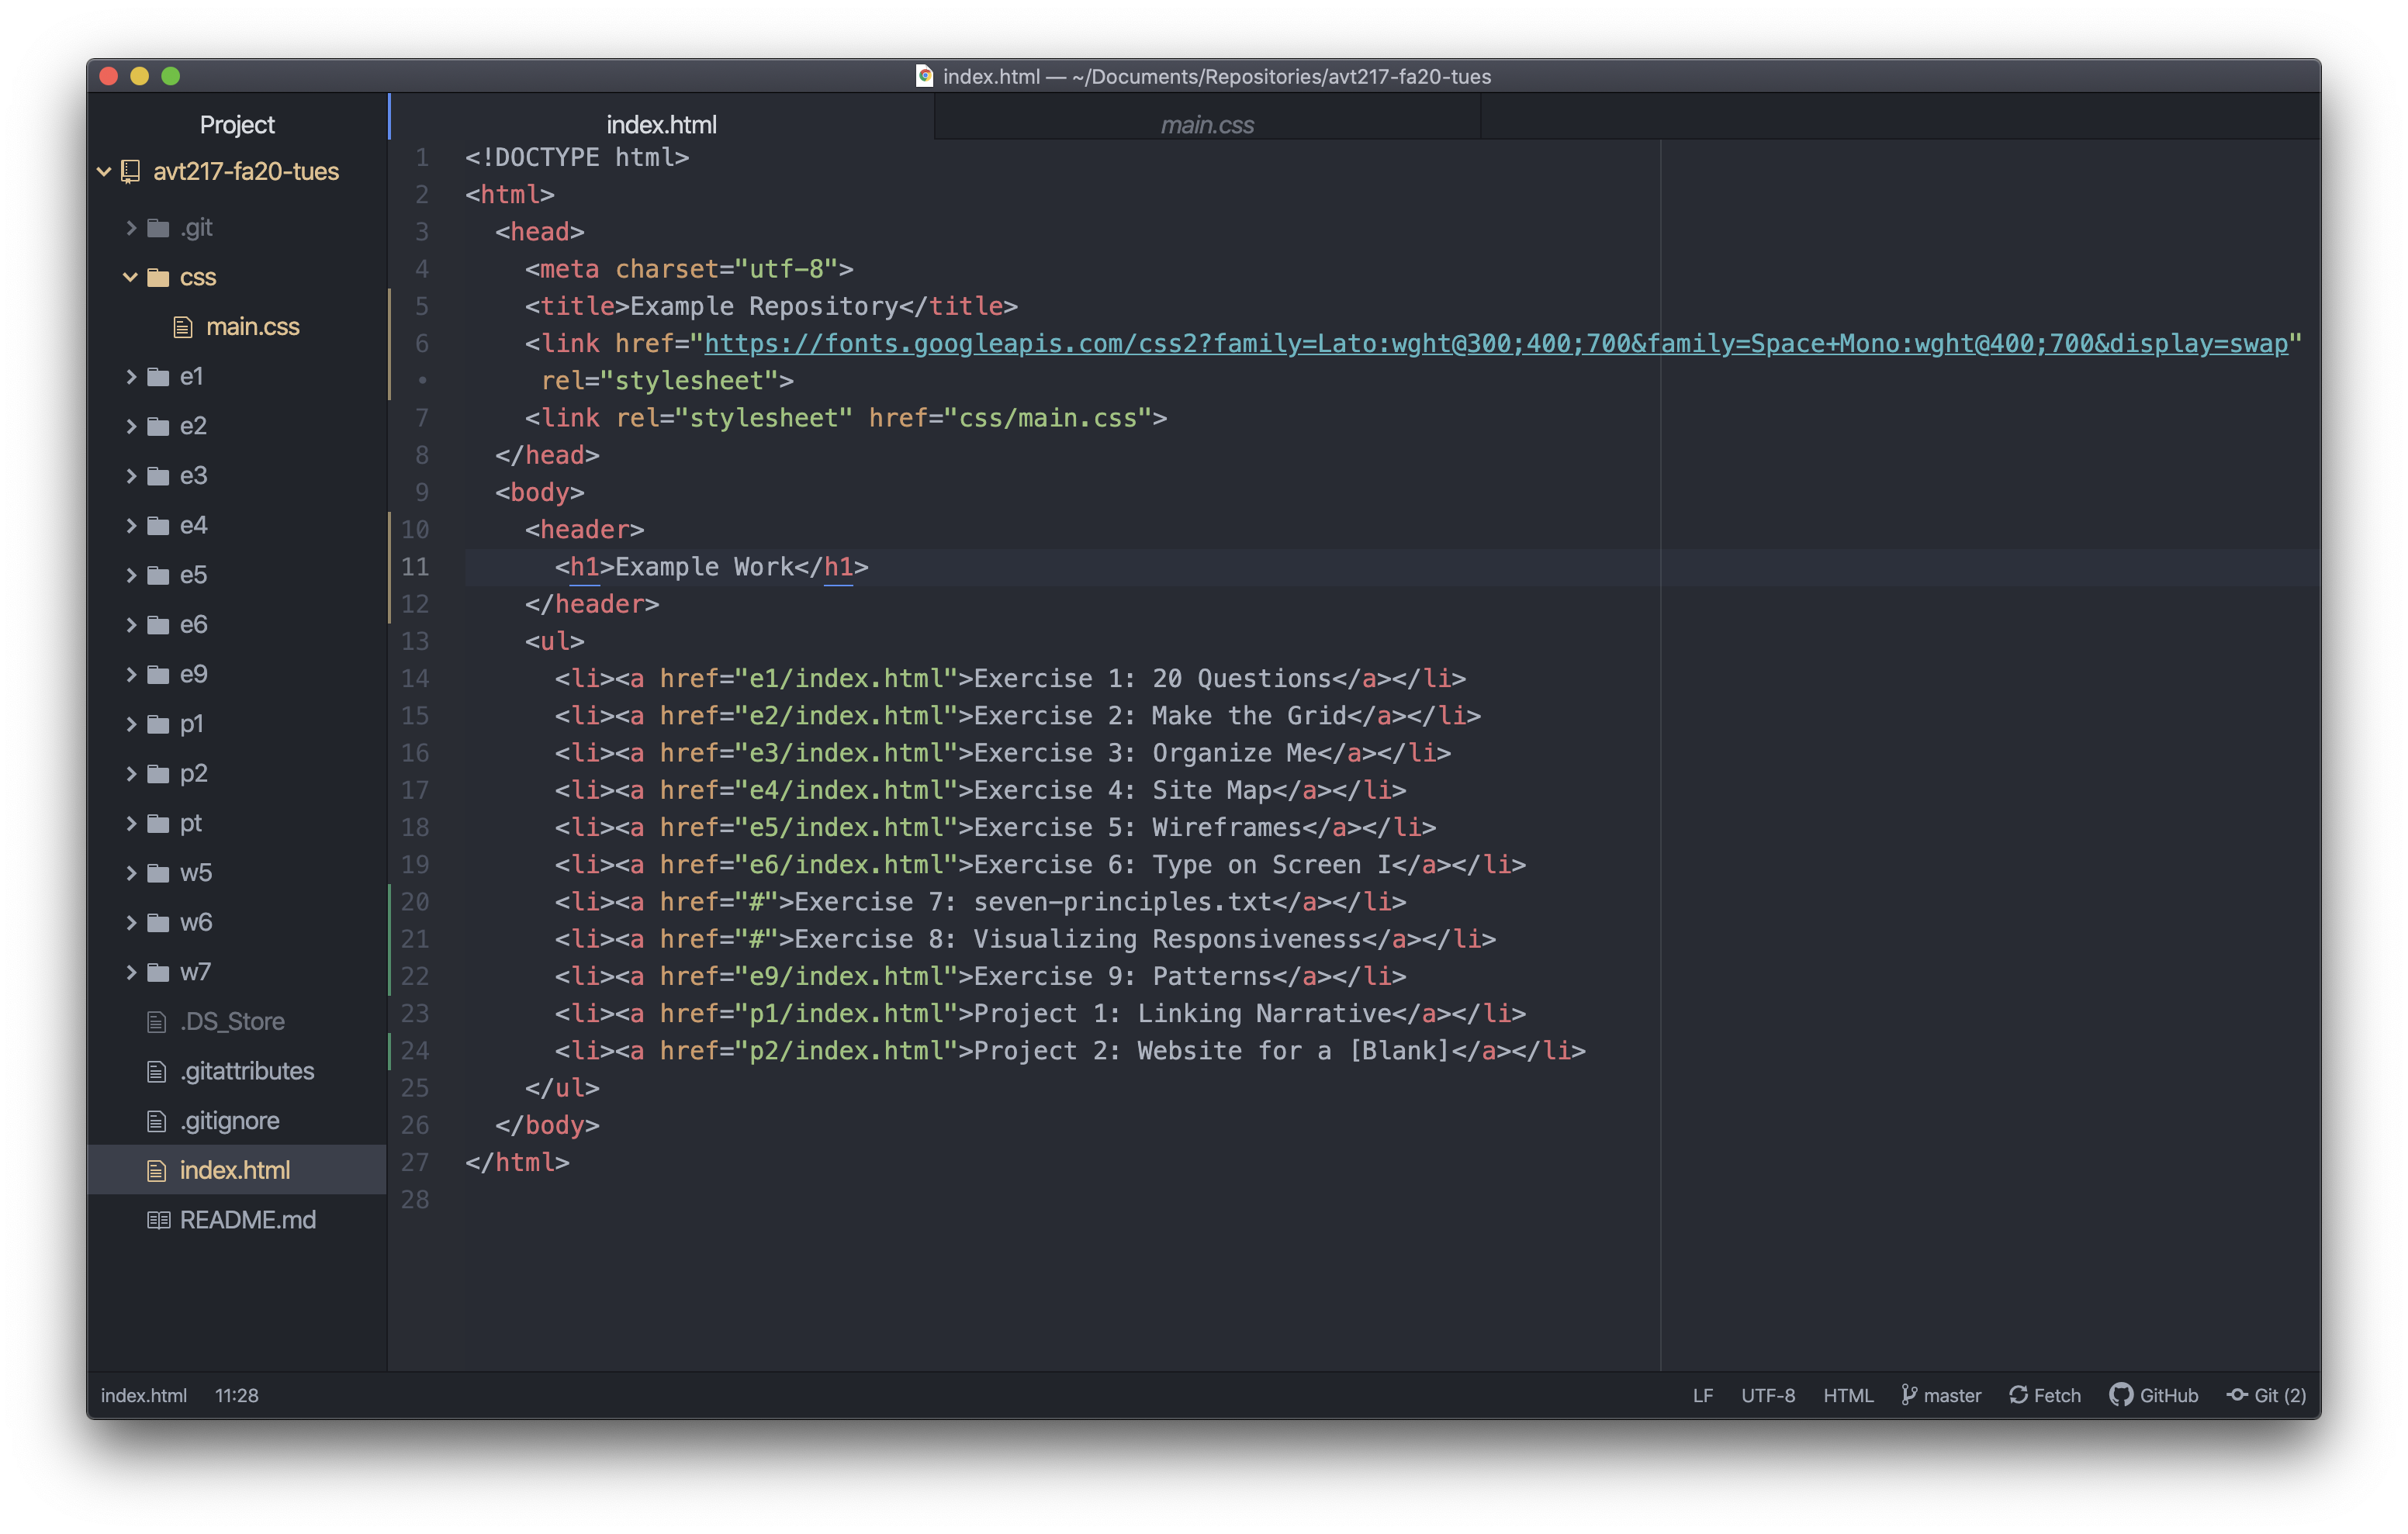 index.html — ~/Documents/Repositories/avt217-fa20-tues
Project
avt217-fa20-tues
.git
css
main.css
e1
e2
e3
e4
e5
e6
e9
p1
p2
pt
w5
w6
w7
.DS_Store
.gitattributes
.gitignore
index.html
README.md
index.html main.css
1 <!DOCTYPE html>
2 <html>
3   <head>
4     <meta charset="utf-8">
5     <title>Example Repository</title>
6     <link href="https://fonts.googleapis.com/css2?family=Lato:wght@300;400;700&family=Space+Mono:wght@400;700&display=swap"
•      rel="stylesheet">
7     <link rel="stylesheet" href="css/main.css">
8   </head>
9   <body>
10     <header>
11       <h1>Example Work</h1>
12     </header>
13     <ul>
14       <li><a href="e1/index.html">Exercise 1: 20 Questions</a></li>
15       <li><a href="e2/index.html">Exercise 2: Make the Grid</a></li>
16       <li><a href="e3/index.html">Exercise 3: Organize Me</a></li>
17       <li><a href="e4/index.html">Exercise 4: Site Map</a></li>
18       <li><a href="e5/index.html">Exercise 5: Wireframes</a></li>
19       <li><a href="e6/index.html">Exercise 6: Type on Screen I</a></li>
20       <li><a href="#">Exercise 7: seven-principles.txt</a></li>
21       <li><a href="#">Exercise 8: Visualizing Responsiveness</a></li>
22       <li><a href="e9/index.html">Exercise 9: Patterns</a></li>
23       <li><a href="p1/index.html">Project 1: Linking Narrative</a></li>
24       <li><a href="p2/index.html">Project 2: Website for a [Blank]</a></li>
25     </ul>
26   </body>
27 </html>
28
index.html 11:28 LF UTF-8 HTML master Fetch GitHub Git (2)